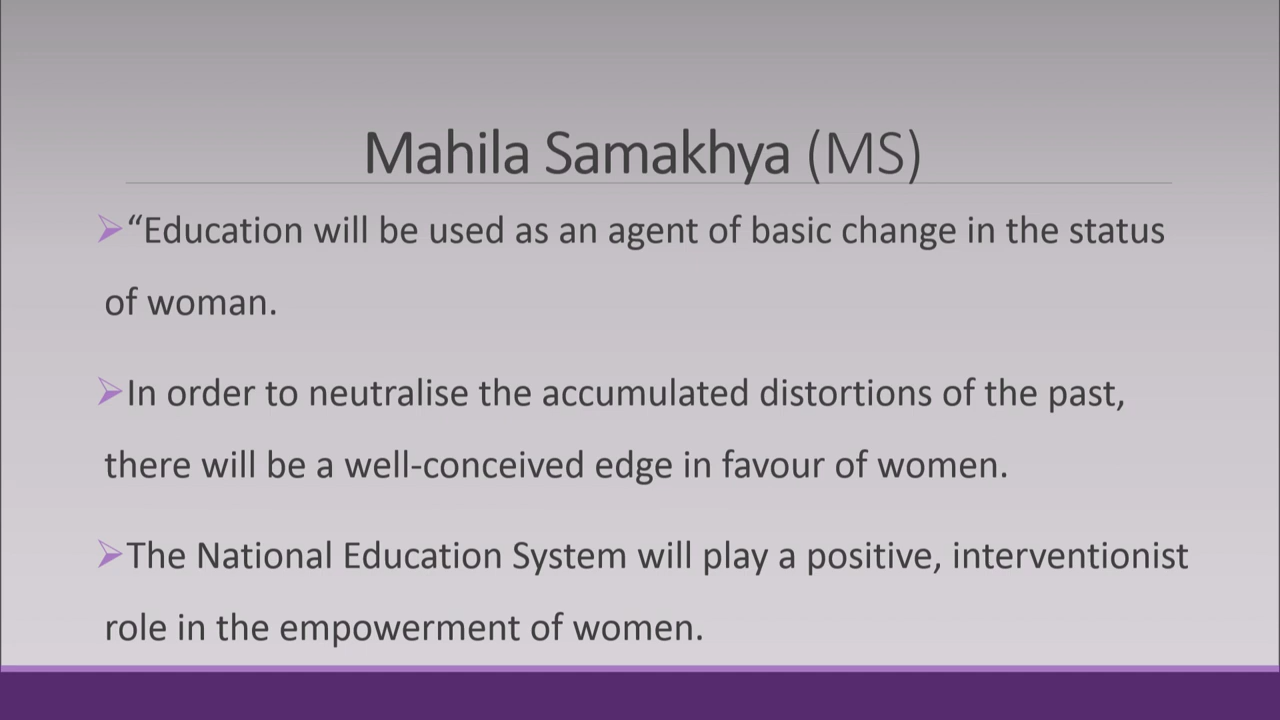 Mahila Samakhya (MS)
➢“Education will be used as an agent of basic change in the status
of woman.
➢In order to neutralise the accumulated distortions of the past,
there will be a well-conceived edge in favour of women.
➢The National Education System will play a positive, interventionist
role in the empowerment of women.